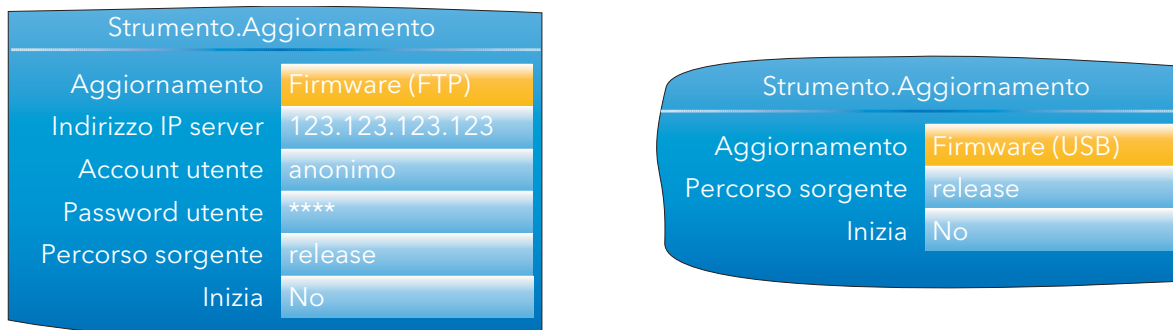 Strumento.Aggiornamento
Aggiornamento Firmware (FTP)
Indirizzo IP server 123.123.123.123
Account utente anonimo
Password utente ****
Percorso sorgente release
Inizia No
Strumento.Aggiornamento
Aggiornamento Firmware (USB)
Percorso sorgente release
Inizia No